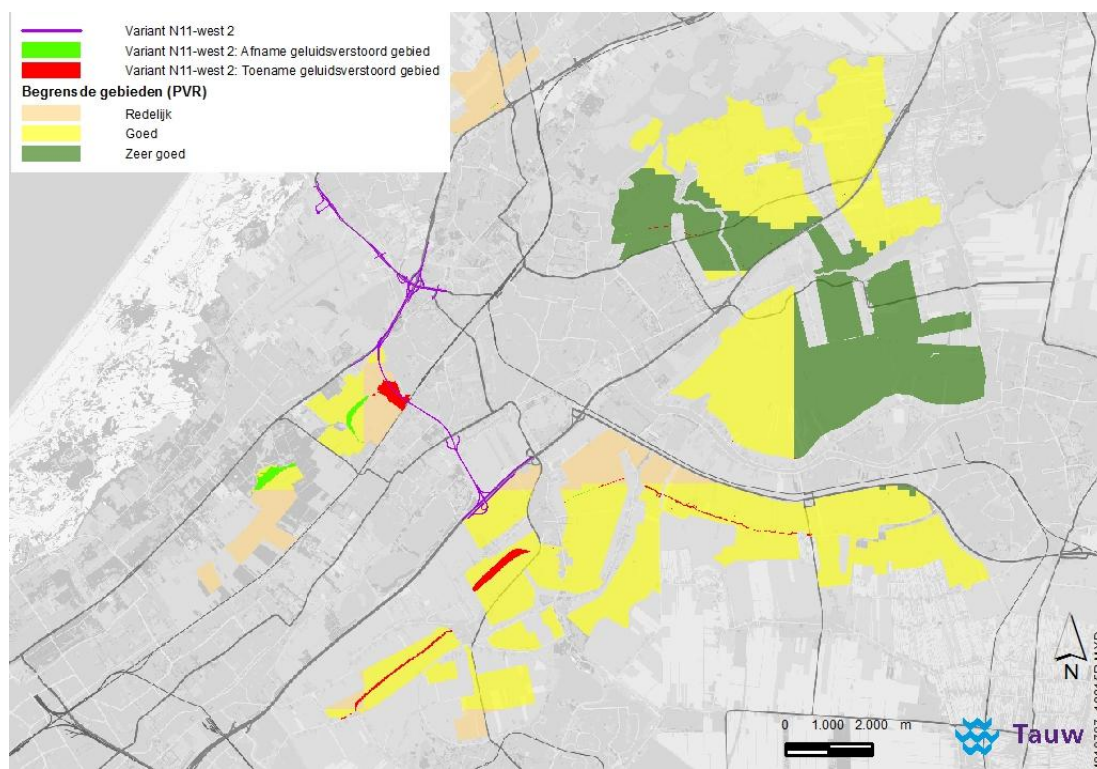 Variant N11-west 2
Variant N11-west 2: Afname geluidsverstoord gebied
Variant N11-west 2: Toename geluidsverstoord gebied
Begrensde gebieden (PVR)
Redelijk
Goed
Zeer goed
N
0 1.000 2.000 m
Tauw